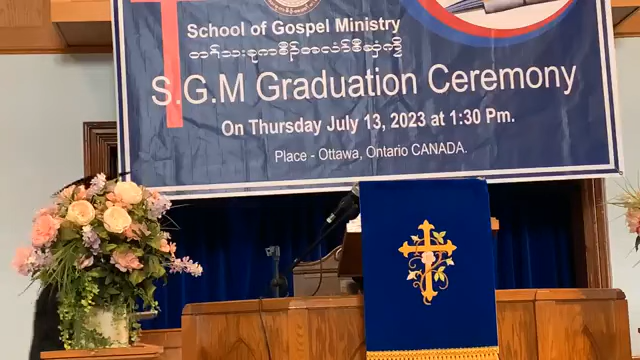 School of Gospel Ministry
S.G.M Graduation Ceremony
On Thursday July 13, 2023 at 1:30 Pm.
Place - Ottawa, Ontario CANADA.